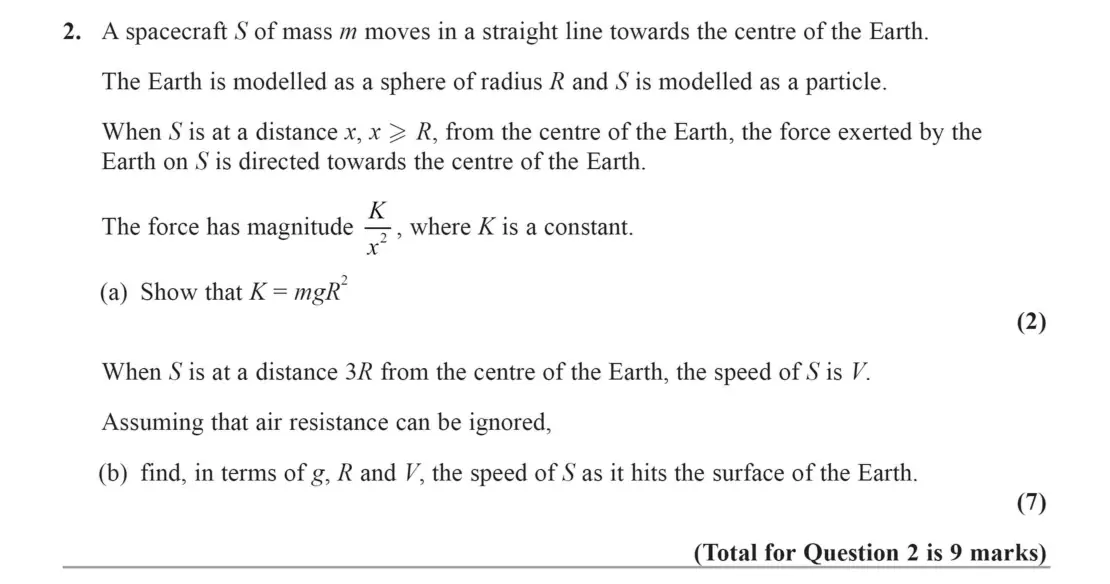 2. A spacecraft S of mass m moves in a straight line towards the centre of the Earth.
The Earth is modelled as a sphere of radius R and S is modelled as a particle.
When S is at a distance x, x ⩾ R, from the centre of the Earth, the force exerted by the
Earth on S is directed towards the centre of the Earth.
The force has magnitude K/x², where K is a constant.
(a) Show that K = mgR²
(2)
When S is at a distance 3R from the centre of the Earth, the speed of S is V.
Assuming that air resistance can be ignored,
(b) find, in terms of g, R and V, the speed of S as it hits the surface of the Earth.
(7)
(Total for Question 2 is 9 marks)